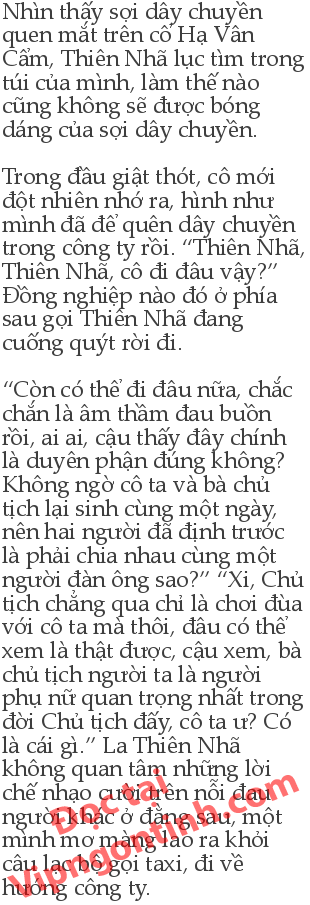 Nhìn thấy sợi dây chuyền
quen mắt trên cổ Hạ Vân
Cẩm, Thiên Nhã lục tìm trong
túi của mình, làm thế nào
cũng không sẽ được bóng
dáng của sợi dây chuyền.
Trong đầu giật thót, cô mới
đột nhiên nhớ ra, hình như
mình đã để quên dây chuyền
trong công ty rồi. “Thiên Nhã,
Thiên Nhã, cô đi đâu vậy?”
Đồng nghiệp nào đó ở phía
sau gọi Thiên Nhã đang
cuống quýt rời đi.
“Còn có thể đi đâu nữa, chắc
chắn là âm thầm đau buồn
rồi, ai ai, cậu thấy đây chính
là duyên phận đúng không?
Không ngờ cô ta và bà chủ
tịch lại sinh cùng một ngày,
nên hai người đã định trước
là phải chia nhau cùng một
người đàn ông sao?” “Xi, Chủ
tịch chẳng qua chỉ là chơi đùa
với cô ta mà thôi, đâu có thể
xem là thật được, cậu xem, bà
chủ tịch người ta là người
phụ nữ quan trọng nhất trong
đời Chủ tịch đấy, cô ta ư? Có
là cái gì.” La Thiên Nhã
không quan tâm những lời
chế nhạo cười trên nỗi đau
người khác ở đằng sau, một
mình mơ màng lao ra khỏi
câu lạc bộ gọi taxi, đi về
hướng công ty.
Đọc tại
Vipngontinh.com